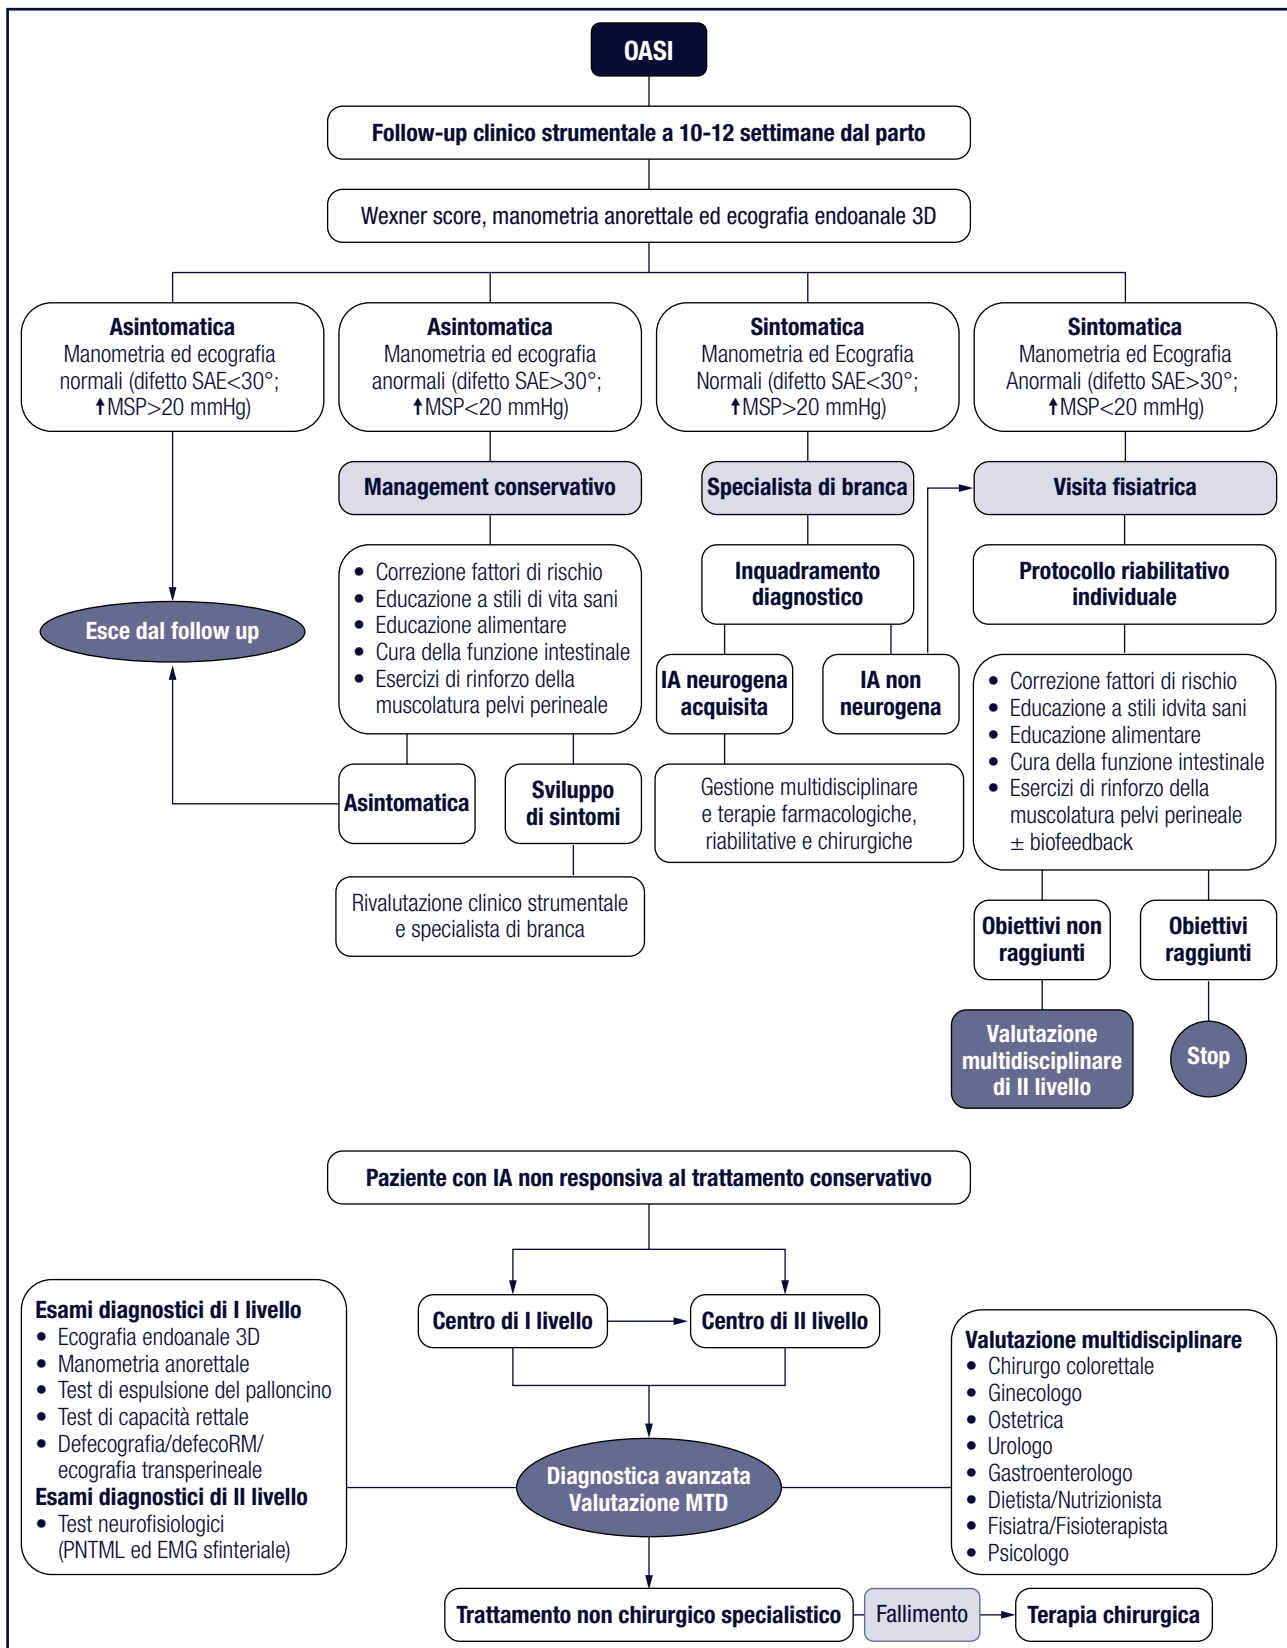 OASI
Follow-up clinico strumentale a 10-12 settimane dal parto
Wexner score, manometria anorettale ed ecografia endoanale 3D
Asintomatica
Manometria ed ecografia
normali (difetto SAE<30°;
↑MSP>20 mmHg)
Asintomatica
Manometria ed ecografia
anormali (difetto SAE>30°;
↑MSP<20 mmHg)
Sintomatica
Manometria ed Ecografia
Normali (difetto SAE<30°;
↑MSP>20 mmHg)
Sintomatica
Manometria ed Ecografia
Anormali (difetto SAE>30°;
↑MSP<20 mmHg)
Management conservativo
Specialista di branca
Visita fisiatrica
• Correzione fattori di rischio
• Educazione a stili di vita sani
• Educazione alimentare
• Cura della funzione intestinale
• Esercizi di rinforzo della
muscolatura pelvi perineale
Inquadramento
diagnostico
Protocollo riabilitativo
individuale
Esce dal follow up
IA neurogena
acquisita
IA non
neurogena
• Correzione fattori di rischio
• Educazione a stili idvita sani
• Educazione alimentare
• Cura della funzione intestinale
• Esercizi di rinforzo della
muscolatura pelvi perineale
± biofeedback
Asintomatica
Sviluppo
di sintomi
Gestione multidisciplinare
e terapie farmacologiche,
riabilitative e chirurgiche
Rivalutazione clinico strumentale
e specialista di branca
Obiettivi non
raggiunti
Obiettivi
raggiunti
Valutazione
multidisciplinare
di II livello
Stop
Paziente con IA non responsiva al trattamento conservativo
Centro di I livello
Centro di II livello
Esami diagnostici di I livello
• Ecografia endoanale 3D
• Manometria anorettale
• Test di espulsione del palloncino
• Test di capacità rettale
• Defecografia/defecoRM/
ecografia transperineale
Esami diagnostici di II livello
• Test neurofisiologici
(PNTML ed EMG sfinteriale)
Diagnostica avanzata
Valutazione MTD
Valutazione multidisciplinare
• Chirurgo colorettale
• Ginecologo
• Ostetrica
• Urologo
• Gastroenterologo
• Dietista/Nutrizionista
• Fisiatra/Fisioterapista
• Psicologo
Trattamento non chirurgico specialistico
Fallimento
Terapia chirurgica